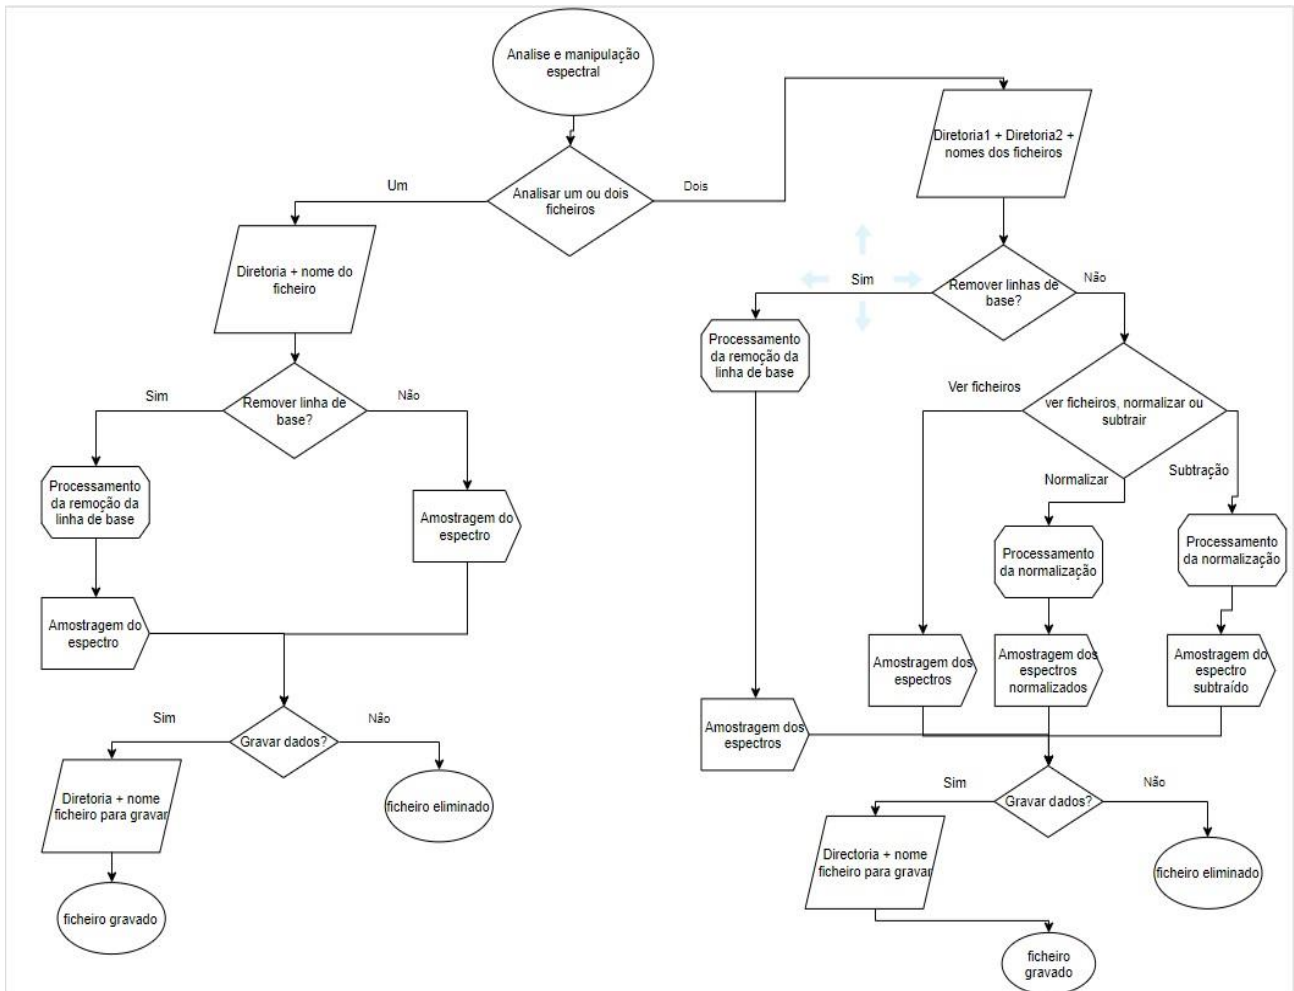 Analise e manipulação
espectral
Analisar um ou dois
ficheiros
Um
Dois
Diretoria + nome do
ficheiro
Remover linha de
base?
Sim
Não
Processamento
da remoção da
linha de base
Amostragem do
espectro
Amostragem do
espectro
Gravar dados?
Sim
Não
Diretoria + nome
ficheiro para gravar
ficheiro eliminado
ficheiro gravado
Diretoria1 + Diretoria2 +
nomes dos ficheiros
Remover linhas de
base?
Sim
Não
Processamento
da remoção da
linha de base
Ver ficheiros
ver ficheiros, normalizar ou
subtrair
Normalizar
Subtração
Processamento
da normalização
Processamento
da normalização
Amostragem dos
espectros
Amostragem dos
espectros
normalizados
Amostragem do
espectro
subtraído
Amostragem dos
espectros
Gravar dados?
Sim
Não
Directoria + nome
ficheiro para gravar
ficheiro eliminado
ficheiro
gravado